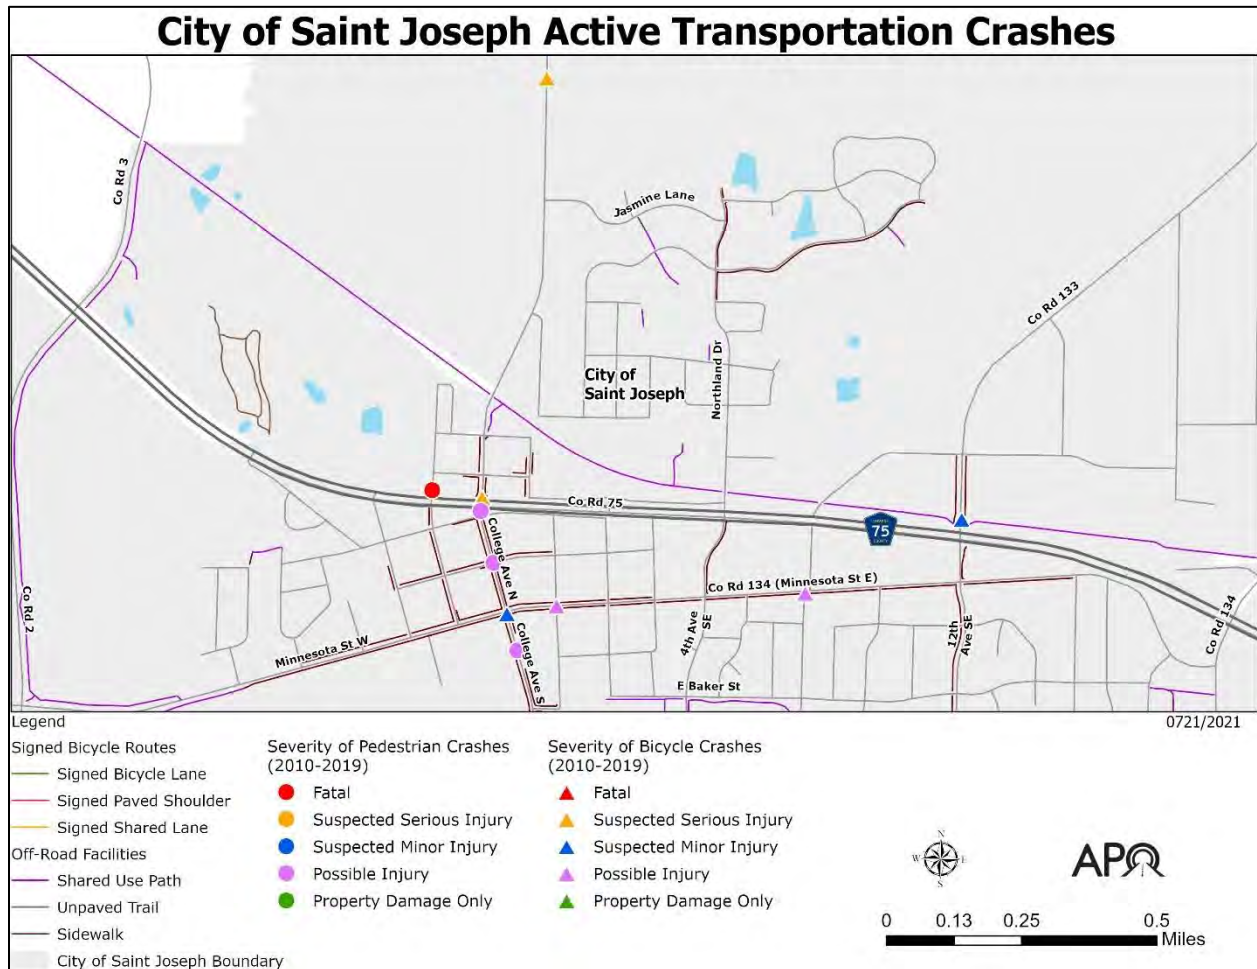 City of Saint Joseph Active Transportation Crashes
Co Rd 3
Jasmine Lane
Co Rd 133
City of
Saint Joseph
Northland Dr
Co Rd 75
75
College Ave N
Co Rd 134 (Minnesota St E)
Co Rd 2
Minnesota St W
College Ave S
4th Ave
SE
12th
Ave SE
Co Rd 134
E Baker St
0721/2021
Legend
Signed Bicycle Routes
Signed Bicycle Lane
Signed Paved Shoulder
Signed Shared Lane
Off-Road Facilities
Shared Use Path
Unpaved Trail
Sidewalk
City of Saint Joseph Boundary
Severity of Pedestrian Crashes
(2010-2019)
Fatal
Suspected Serious Injury
Suspected Minor Injury
Possible Injury
Property Damage Only
Severity of Bicycle Crashes
(2010-2019)
Fatal
Suspected Serious Injury
Suspected Minor Injury
Possible Injury
Property Damage Only
N
W
E
S
APO
0 0.13 0.25 0.5
Miles